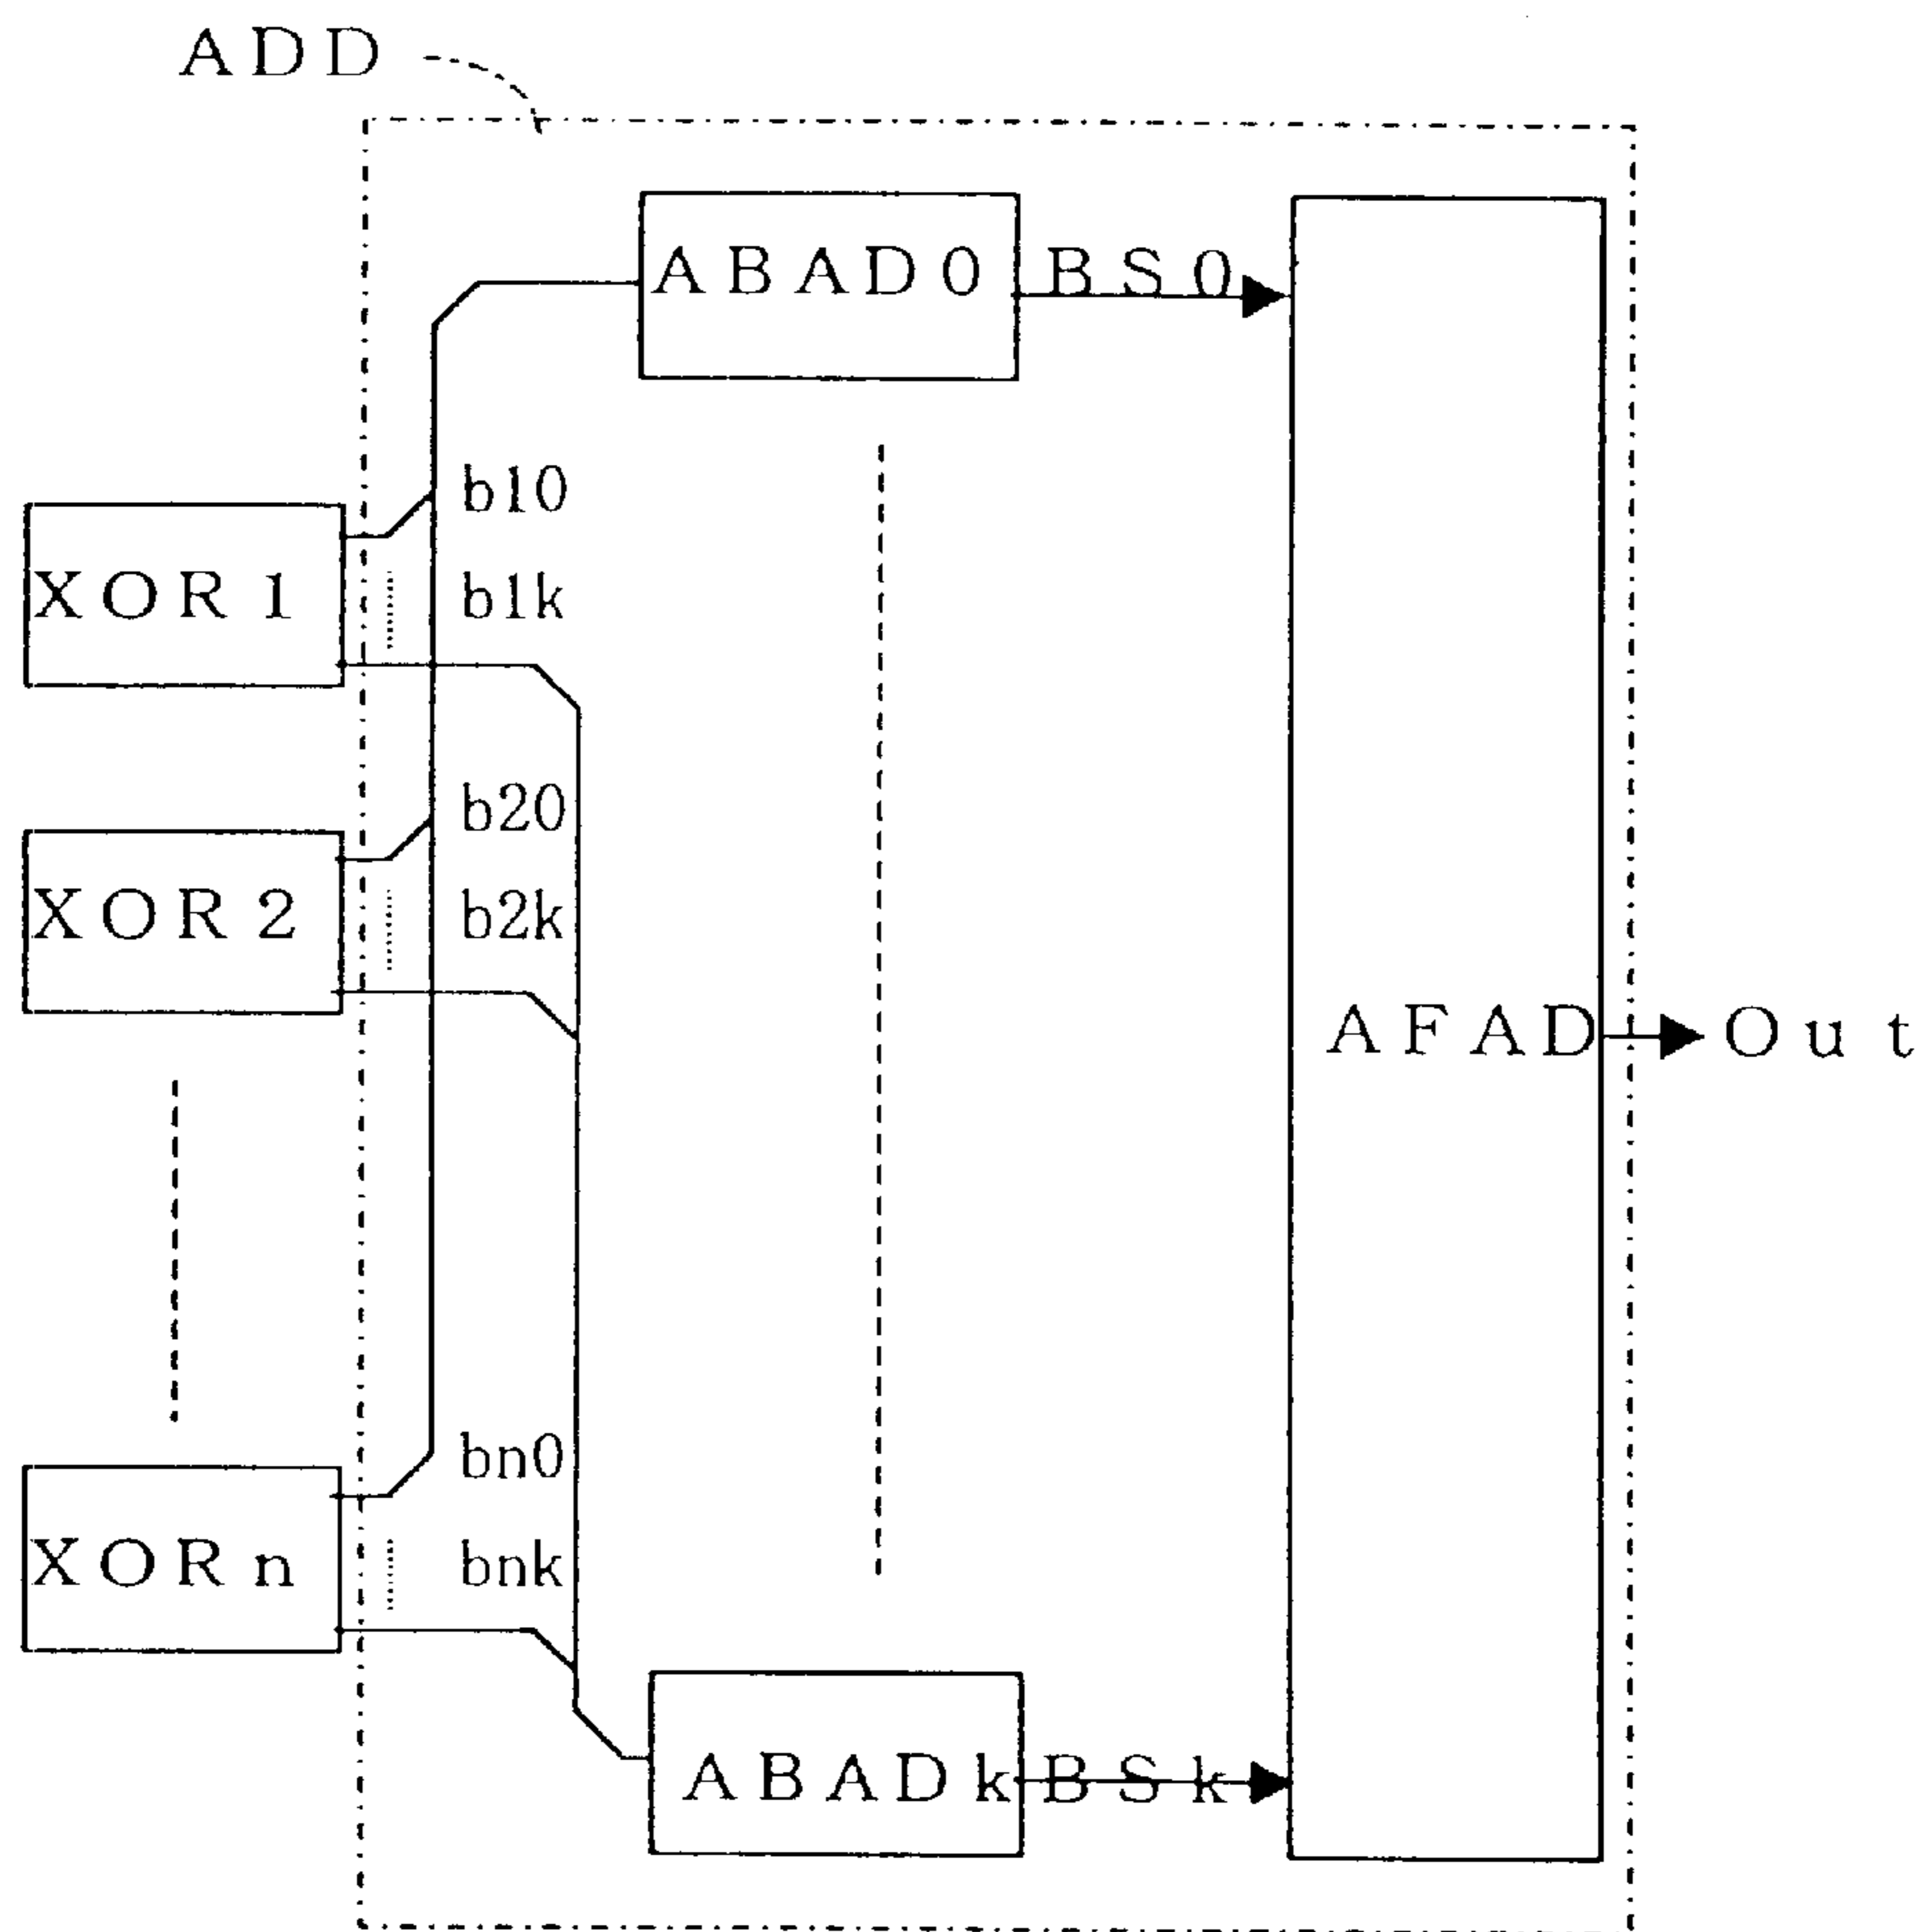 ADD
ABAD0
BS0
b10
XOR1
b1k
b20
XOR2
b2k
AFAD
Out
bn0
XORn
bnk
ABADk
BSk